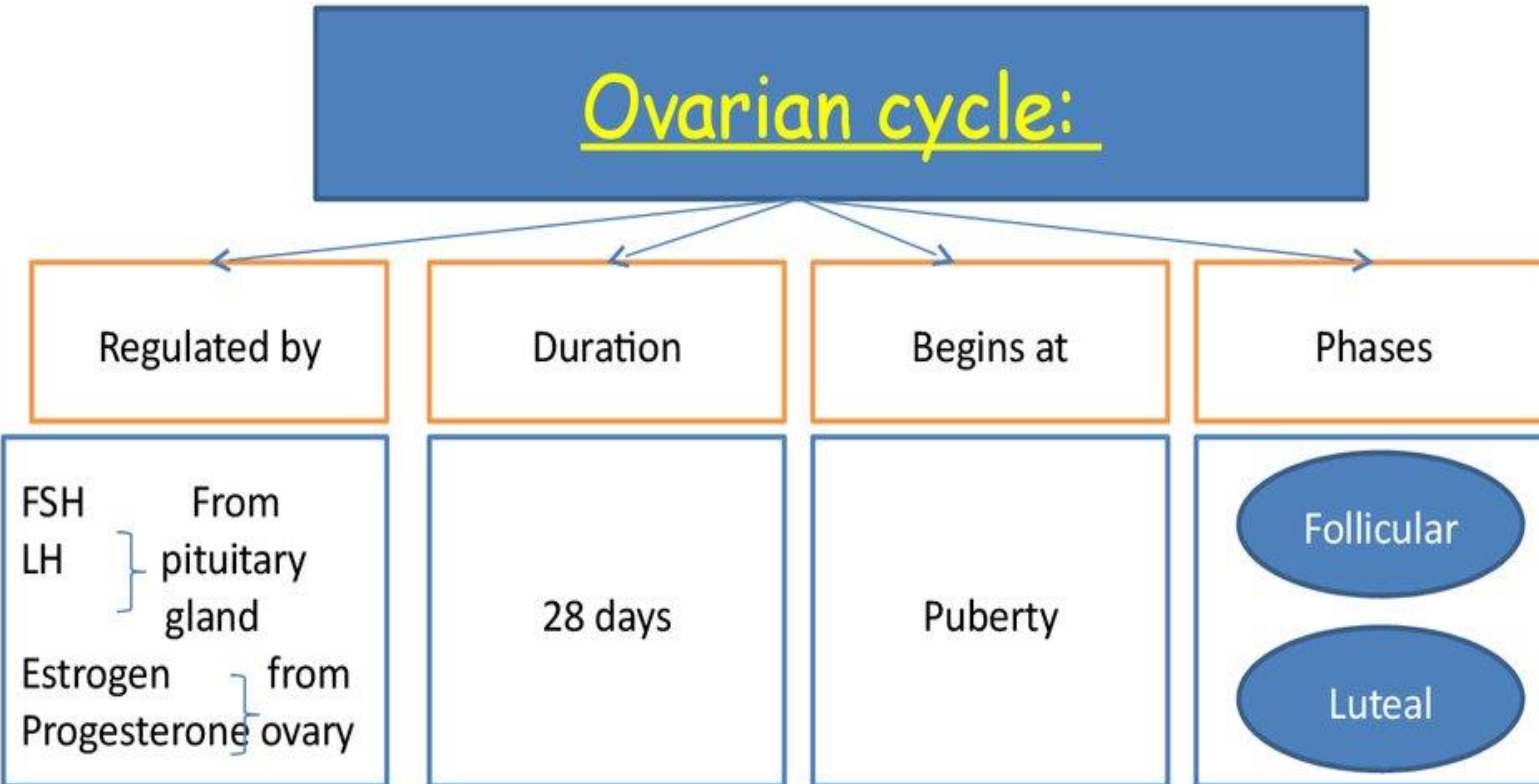 Ovarian cycle:
Regulated by
Duration
Begins at
Phases
FSH From
LH pituitary
gland
Estrogen from
Progesterone ovary
28 days
Puberty
Follicular
Luteal